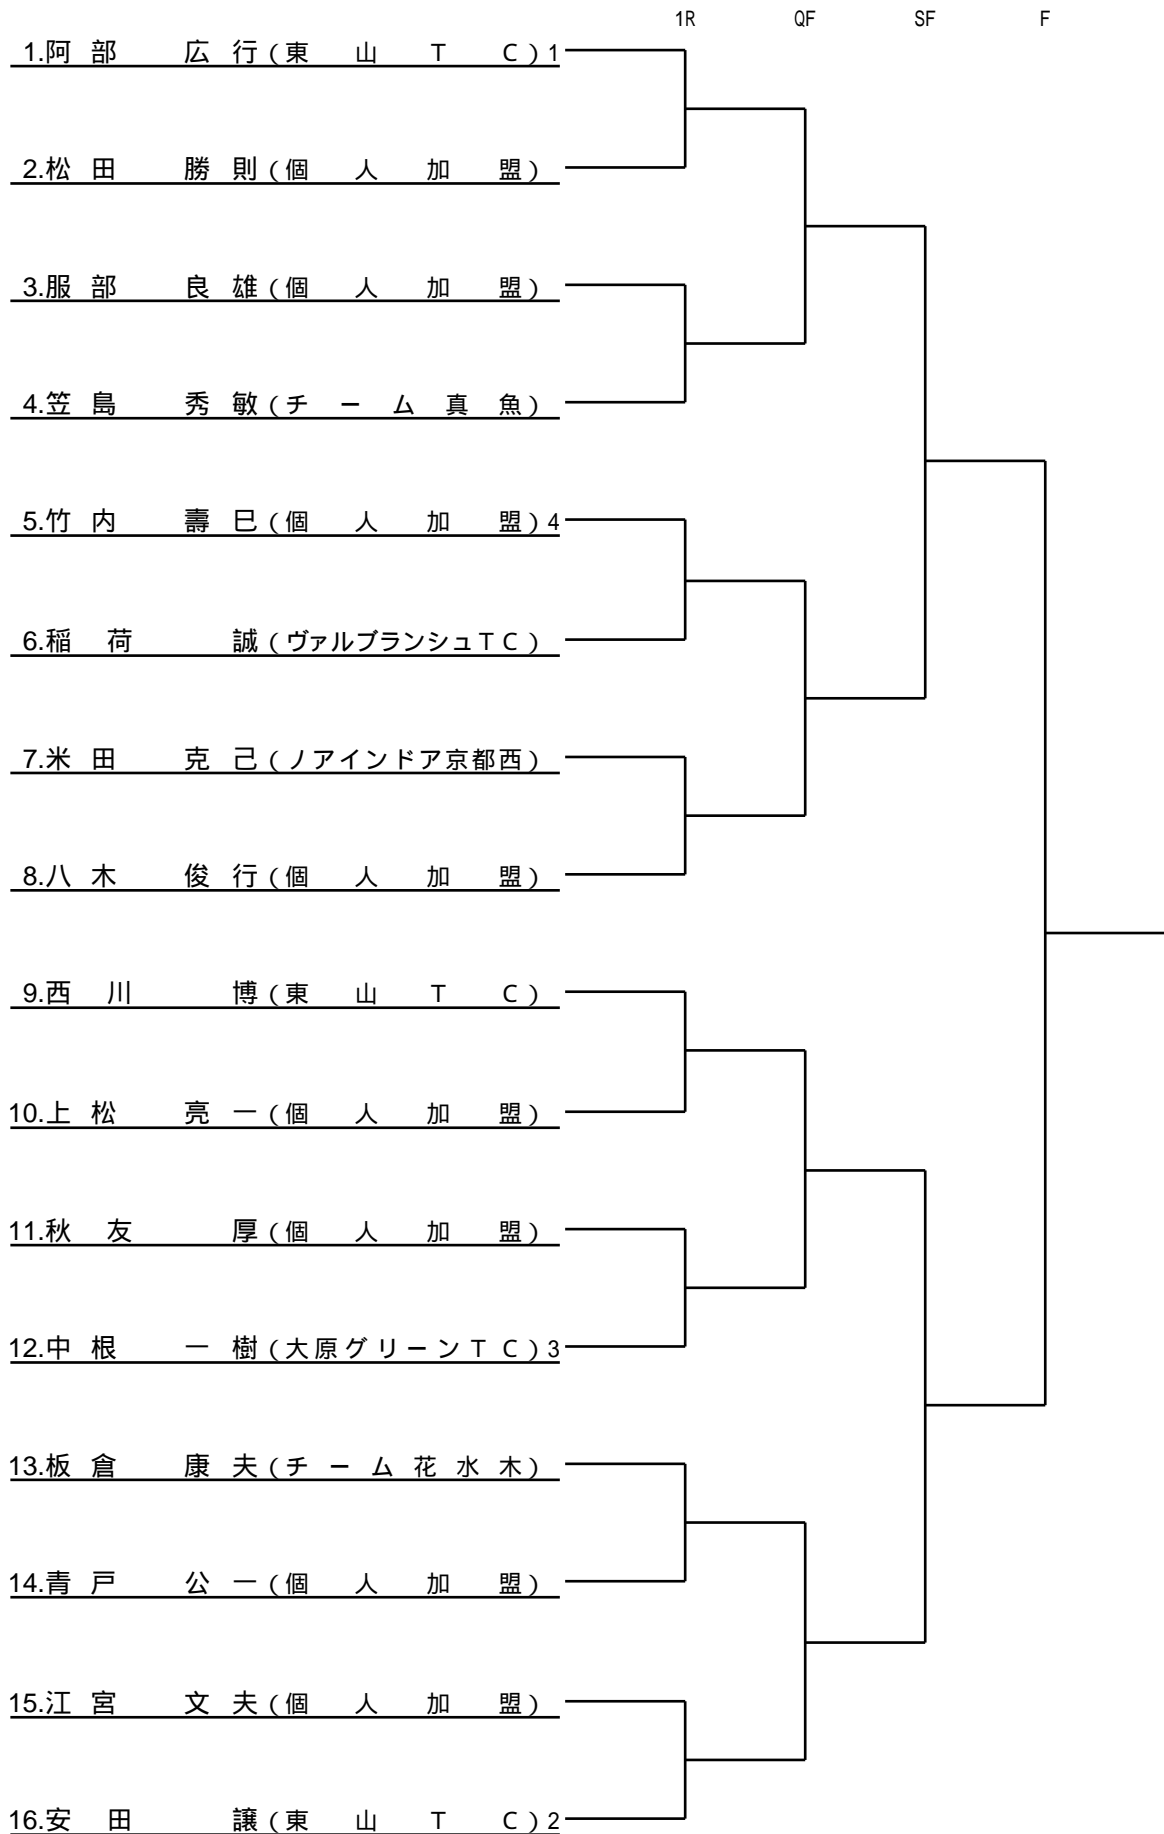 1R QF SF F
1.阿部 広行(東山TC)1
2.松田 勝則(個人加盟)
3.服部 良雄(個人加盟)
4.笠島 秀敏(チーム真魚)
5.竹内 壽巳(個人加盟)4
6.稲荷 誠(ヴァルブランシュTC)
7.米田 克己(ノアインドア京都西)
8.八木 俊行(個人加盟)
9.西川 博(東山TC)
10.上松 亮一(個人加盟)
11.秋友 厚(個人加盟)
12.中根 一樹(大原グリーンTC)3
13.板倉 康夫(チーム花水木)
14.青戸 公一(個人加盟)
15.江宮 文夫(個人加盟)
16.安田 譲(東山TC)2